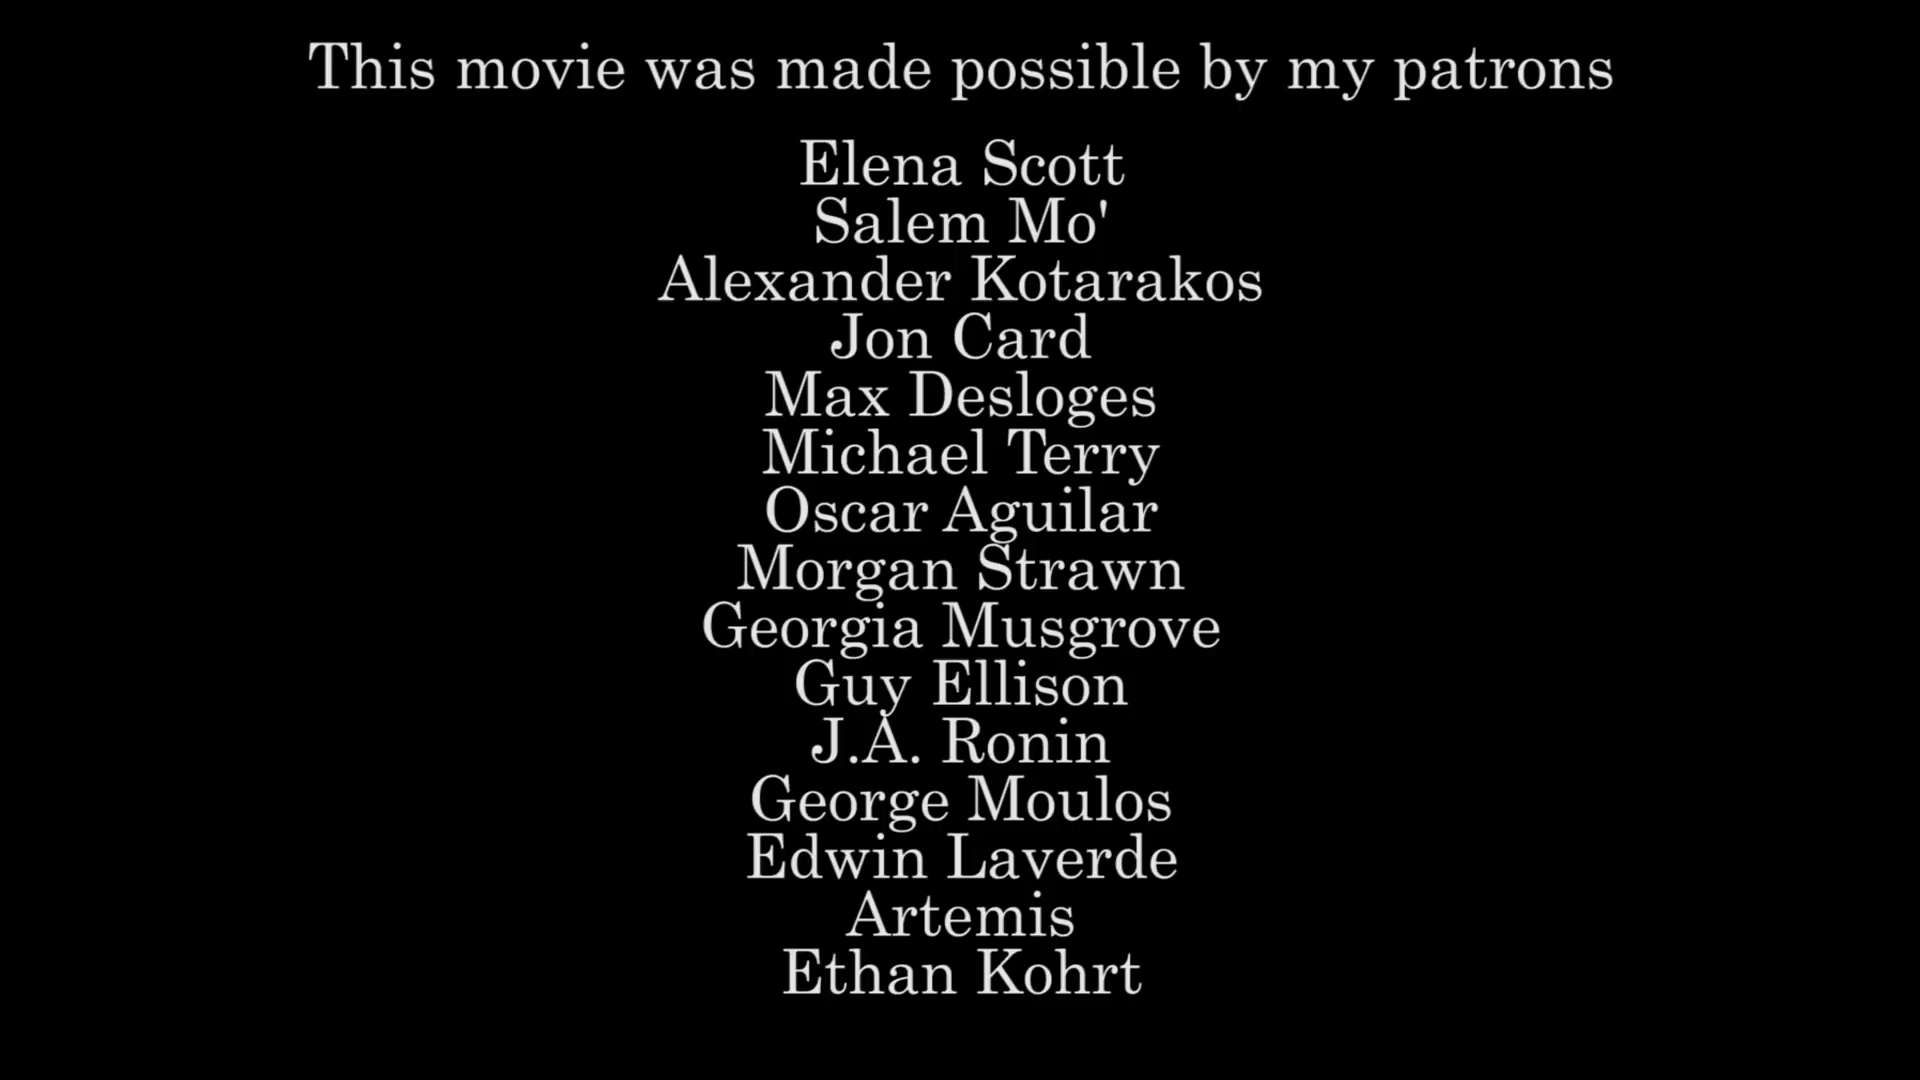 This movie was made possible by my patrons
Elena Scott
Salem Mo'
Alexander Kotarakos
Jon Card
Max Desloges
Michael Terry
Oscar Aguilar
Morgan Strawn
Georgia Musgrove
Guy Ellison
J.A. Ronin
George Moulos
Edwin Laverde
Artemis
Ethan Kohrt